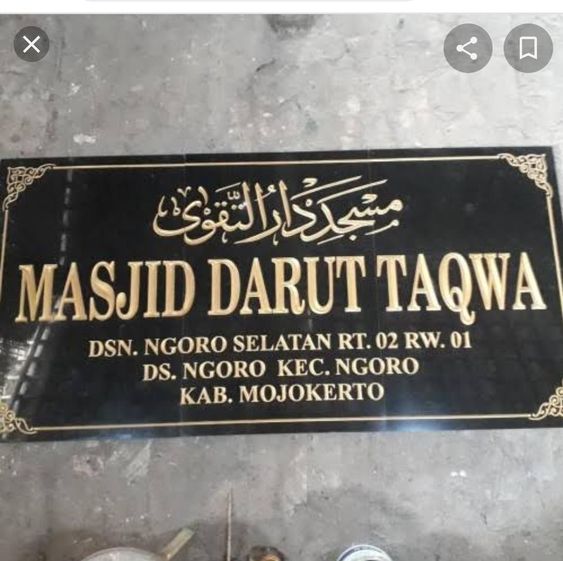 مسجد دار التقوى
MASJID DARUT TAQWA
DSN. NGORO SELATAN RT. 02 RW. 01
DS. NGORO KEC. NGORO
KAB. MOJOKERTO